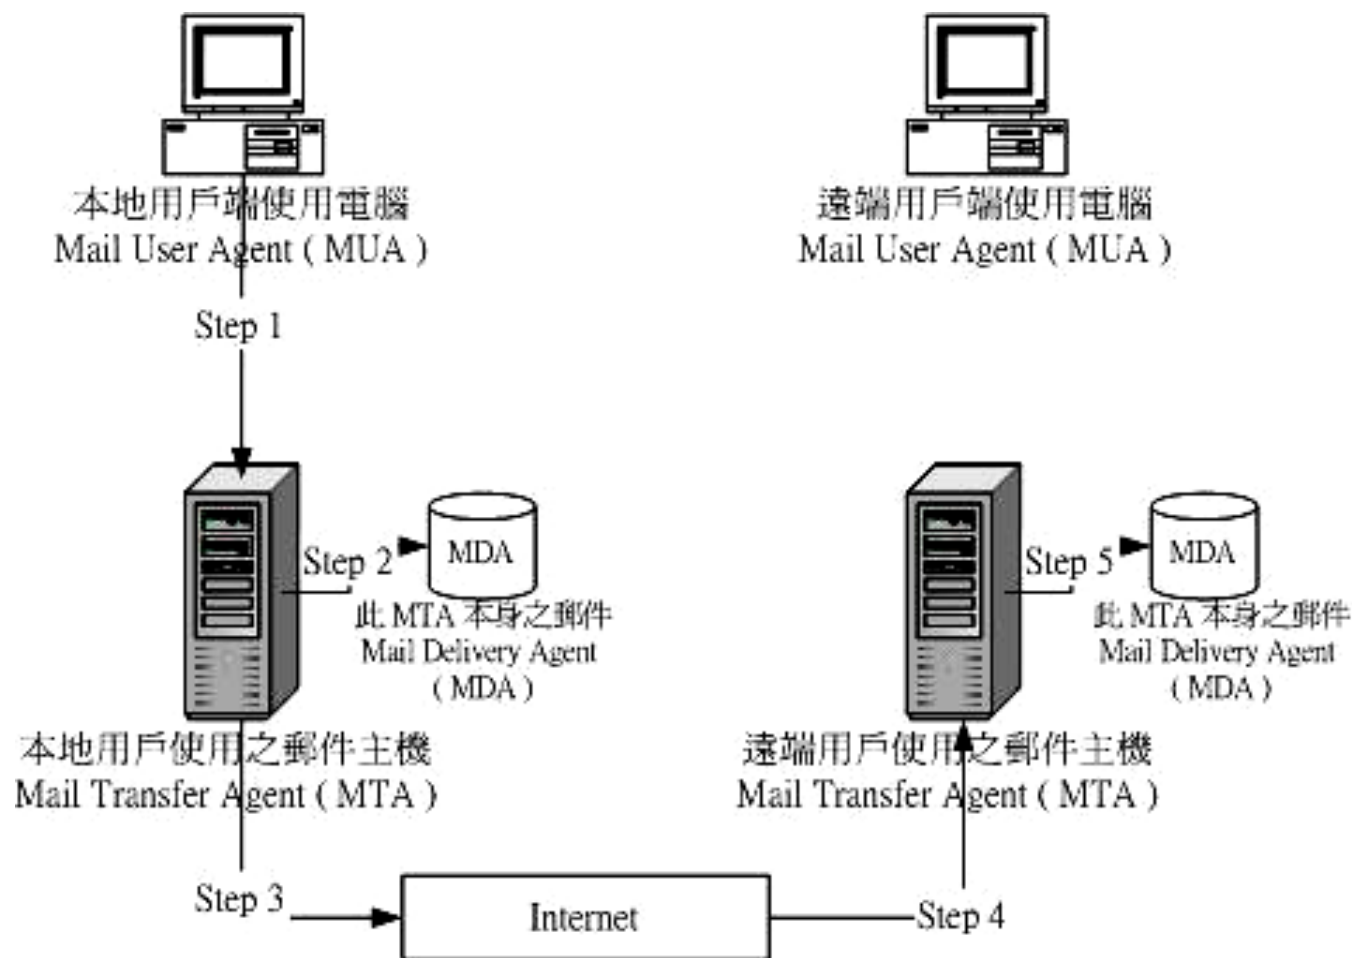 本地用戶端使用電腦
Mail User Agent ( MUA )
遠端用戶端使用電腦
Mail User Agent ( MUA )
Step 1
Step 2
MDA
此 MTA 本身之郵件
Mail Delivery Agent
( MDA )
Step 5
MDA
此 MTA 本身之郵件
Mail Delivery Agent
( MDA )
本地用戶使用之郵件主機
Mail Transfer Agent ( MTA )
遠端用戶使用之郵件主機
Mail Transfer Agent ( MTA )
Step 3
Internet
Step 4